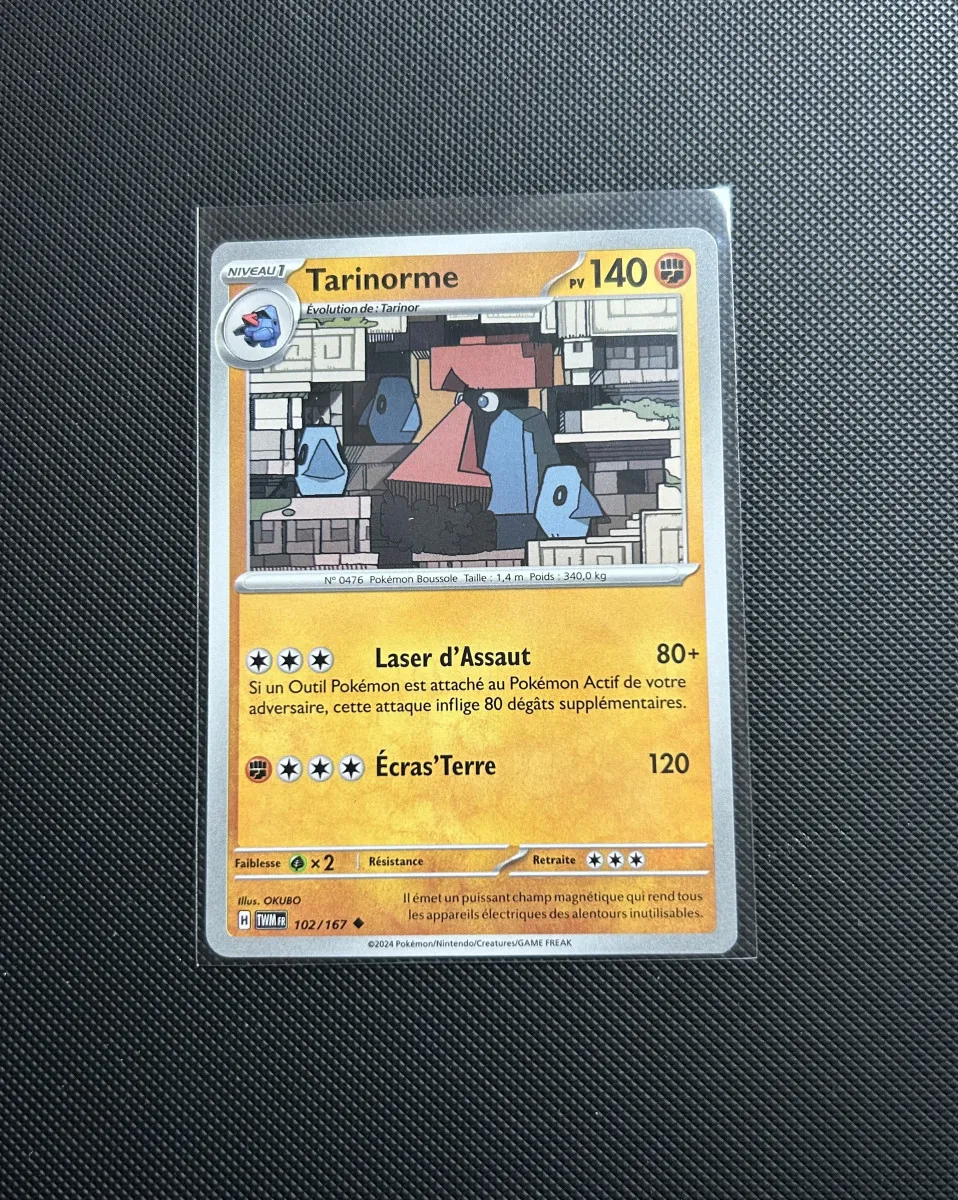 NIVEAU 1 Tarinorme PV 140
Évolution de : Tarinor
N° 0476 Pokémon Boussole Taille : 1,4 m Poids : 340,0 kg
Laser d'Assaut 80+
Si un Outil Pokémon est attaché au Pokémon Actif de votre
adversaire, cette attaque inflige 80 dégâts supplémentaires.
Écras'Terre 120
Faiblesse ×2 Résistance Retraite
Illus. OKUBO
H TWM FR 102/167
Il émet un puissant champ magnétique qui rend tous
les appareils électriques des alentours inutilisables.
©2024 Pokémon/Nintendo/Creatures/GAME FREAK